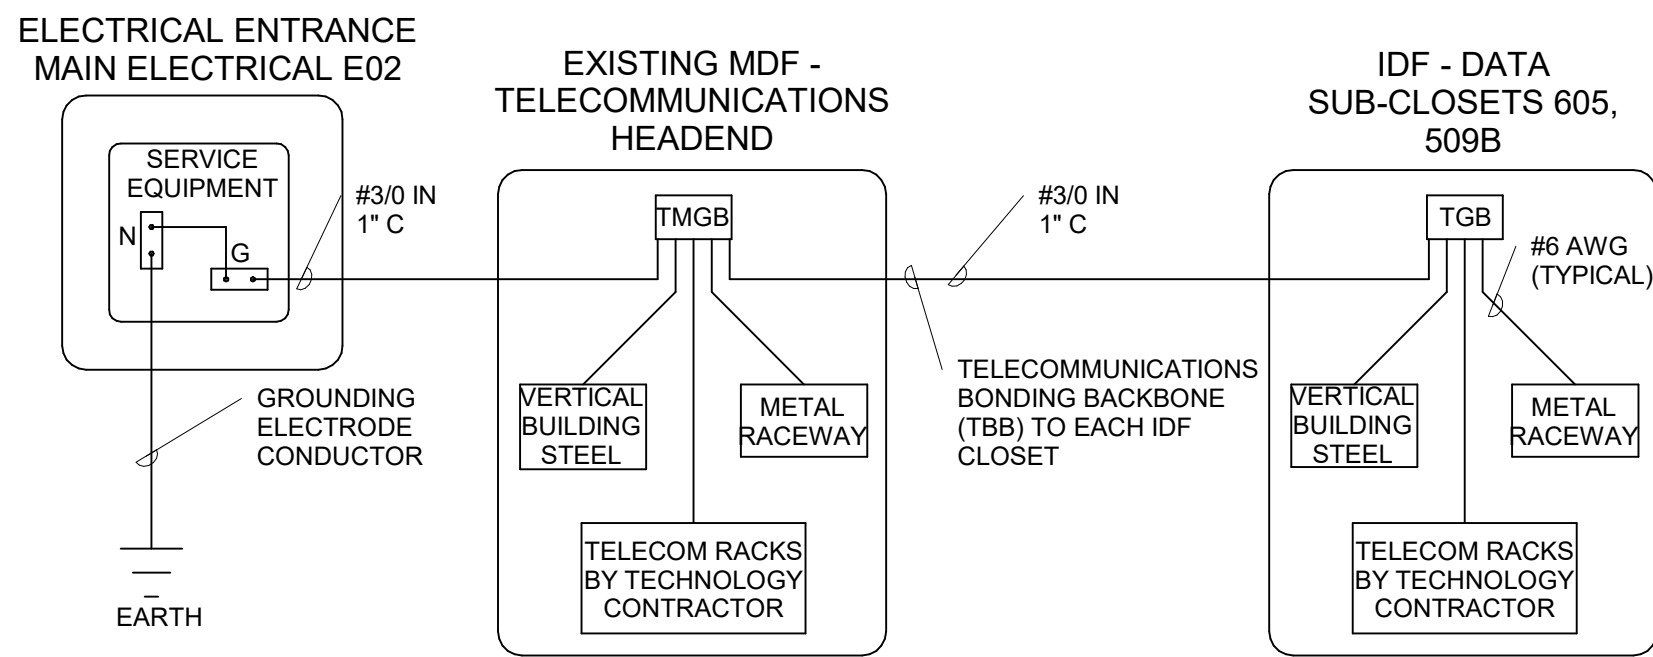 ELECTRICAL ENTRANCE
MAIN ELECTRICAL E02
SERVICE
EQUIPMENT
N
G
#3/0 IN
1" C
GROUNDING
ELECTRODE
CONDUCTOR
EARTH
EXISTING MDF -
TELECOMMUNICATIONS
HEADEND
TMGB
VERTICAL
BUILDING
STEEL
METAL
RACEWAY
TELECOM RACKS
BY TECHNOLOGY
CONTRACTOR
#3/0 IN
1" C
TELECOMMUNICATIONS
BONDING BACKBONE
(TBB) TO EACH IDF
CLOSET
IDF - DATA
SUB-CLOSETS 605,
509B
TGB
#6 AWG
(TYPICAL)
VERTICAL
BUILDING
STEEL
METAL
RACEWAY
TELECOM RACKS
BY TECHNOLOGY
CONTRACTOR